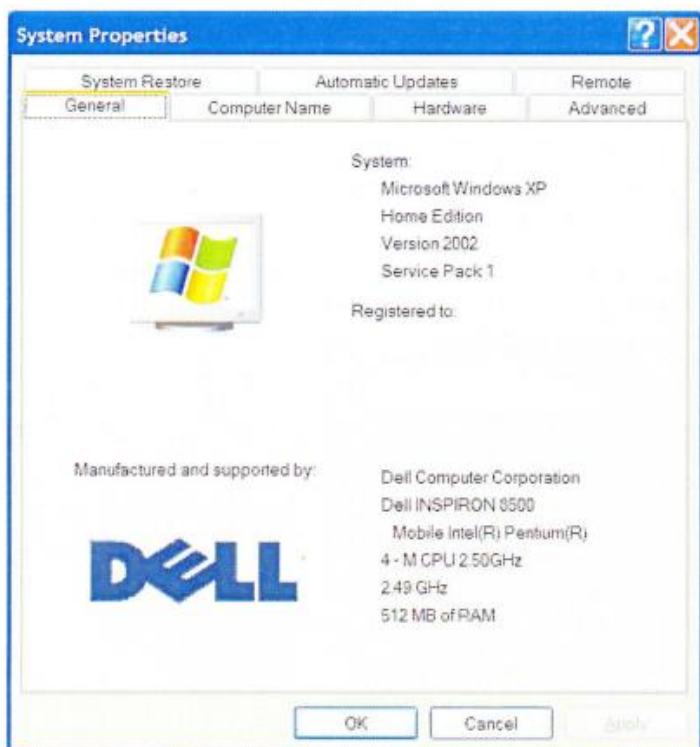 System Properties
System Restore Automatic Updates Remote
General Computer Name Hardware Advanced
System:
Microsoft Windows XP
Home Edition
Version 2002
Service Pack 1
Registered to:
Manufactured and supported by:
DELL
Dell Computer Corporation
Dell INSPIRON 8500
Mobile Intel(R) Pentium(R)
4 - M CPU 2.50GHz
2.49 GHz
512 MB of RAM
OK Cancel Apply